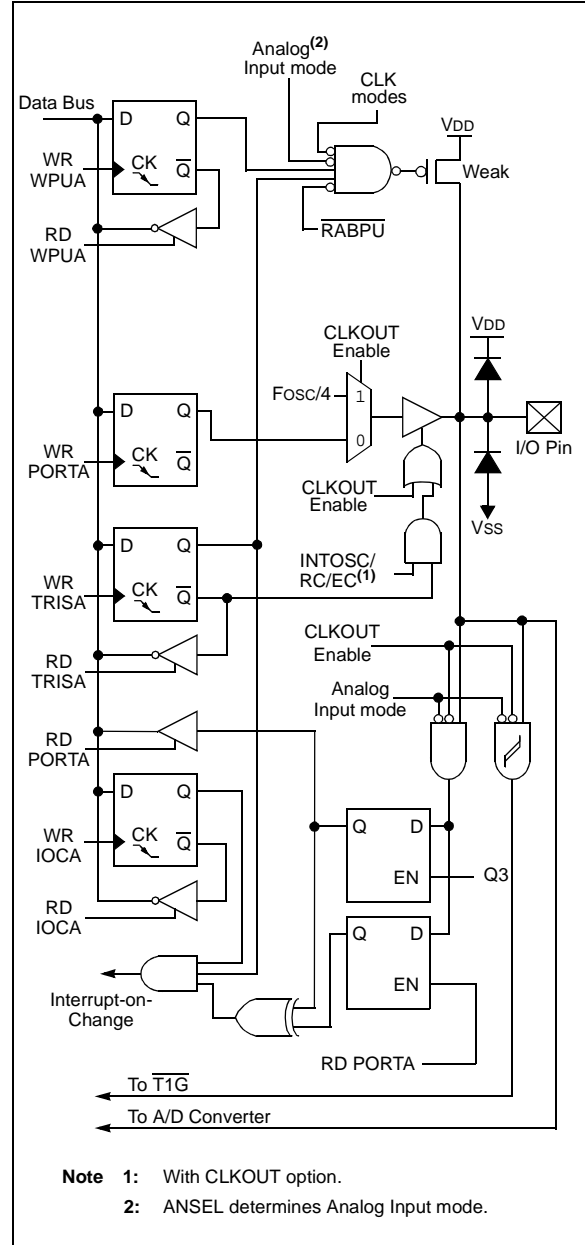 Analog(2)
Input mode
CLK
modes
Data Bus
D Q
VDD
WR
WPUA
CK Q
Weak
RD
WPUA
RABPU
CLKOUT
Enable
VDD
FOSC/4
1
D Q
0
I/O Pin
WR
PORTA
CK Q
CLKOUT
Enable
VSS
D Q
INTOSC/
RC/EC(1)
WR
TRISA
CK Q
CLKOUT
Enable
RD
TRISA
Analog
Input mode
RD
PORTA
D Q
WR
IOCA
CK Q
Q D
EN
Q3
RD
IOCA
Q D
EN
Interrupt-on-
Change
RD PORTA
To T1G
To A/D Converter
Note 1: With CLKOUT option.
2: ANSEL determines Analog Input mode.